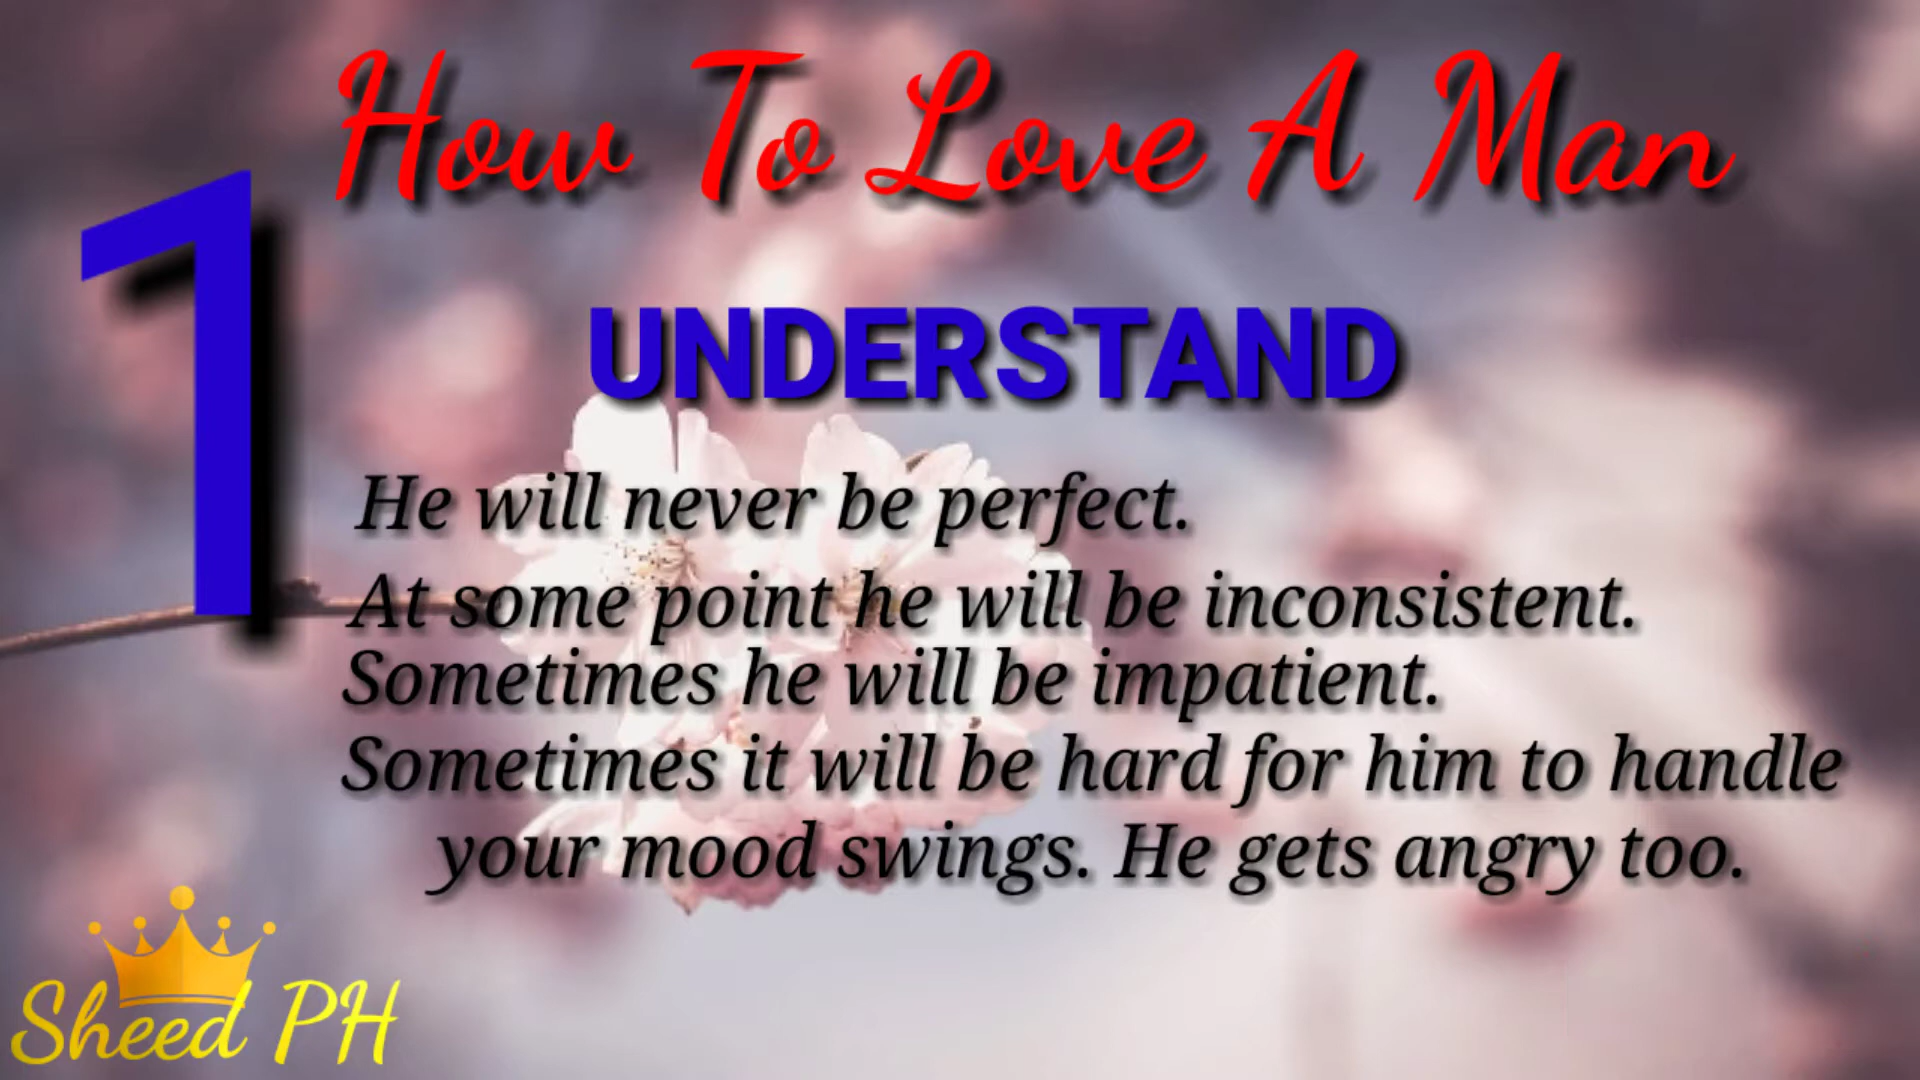 How To Love A Man
1
UNDERSTAND
He will never be perfect.
At some point he will be inconsistent.
Sometimes he will be impatient.
Sometimes it will be hard for him to handle
your mood swings. He gets angry too.
Sheed PH